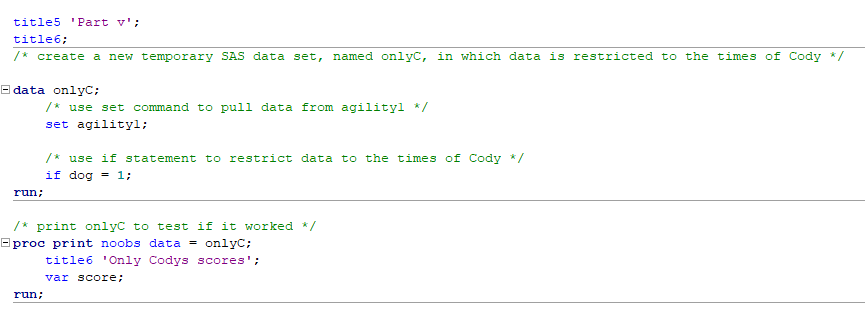 title5 'Part v';
title6;
/* create a new temporary SAS data set, named onlyC, in which data is restricted to the times of Cody */
data onlyC;
/* use set command to pull data from agility1 */
set agility1;
/* use if statement to restrict data to the times of Cody */
if dog = 1;
run;
/* print onlyC to test if it worked */
proc print noobs data = onlyC;
title6 'Only Codys scores';
var score;
run;